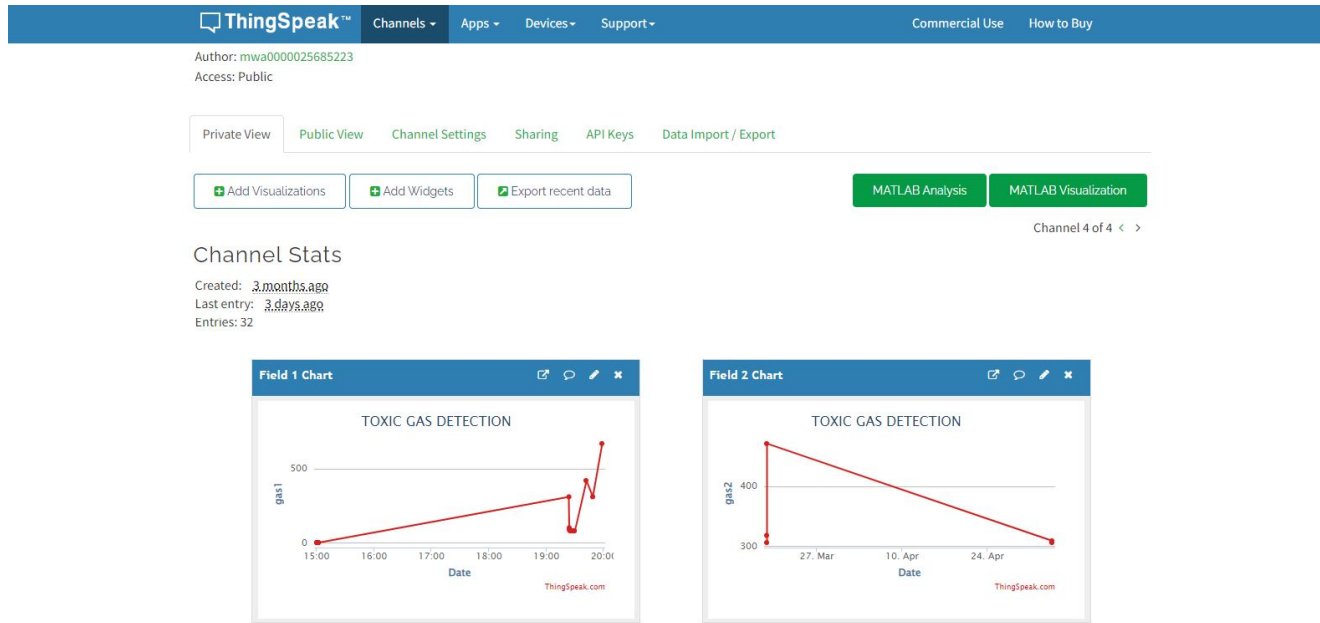 ThingSpeak™ Channels Apps Devices Support Commercial Use How to Buy
Author: mwa0000025685223
Access: Public
Private View Public View Channel Settings Sharing API Keys Data Import / Export
Add Visualizations Add Widgets Export recent data MATLAB Analysis MATLAB Visualization
Channel 4 of 4 < >
Channel Stats
Created: 3 months ago
Last entry: 3 days ago
Entries: 32
Field 1 Chart
TOXIC GAS DETECTION
500
gas1
0
15:00 16:00 17:00 18:00 19:00 20:0
Date
ThingSpeak.com
Field 2 Chart
TOXIC GAS DETECTION
gas2
400
300
27. Mar 10. Apr 24. Apr
Date
ThingSpeak.com